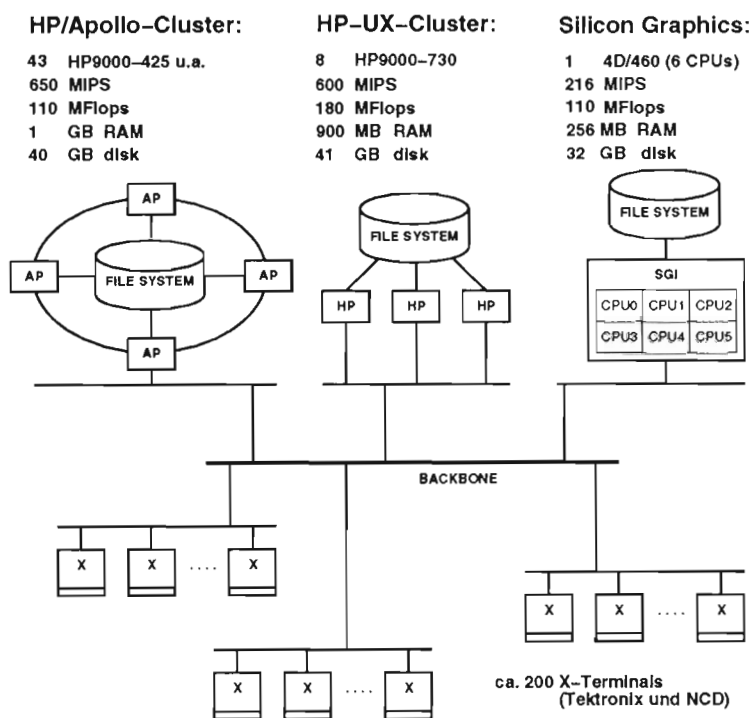 HP/Apollo–Cluster:
43 HP9000–425 u.a.
650 MIPS
110 MFlops
1 GB RAM
40 GB disk
HP–UX–Cluster:
8 HP9000–730
600 MIPS
180 MFlops
900 MB RAM
41 GB disk
Silicon Graphics:
1 4D/460 (6 CPUs)
216 MIPS
110 MFlops
256 MB RAM
32 GB disk
AP
AP
FILE SYSTEM
AP
AP
FILE SYSTEM
HP
HP
HP
FILE SYSTEM
SGI
CPU0 CPU1 CPU2
CPU3 CPU4 CPU5
BACKBONE
X X .... X
X X .... X
X X .... X
ca. 200 X–Terminals
(Tektronix und NCD)